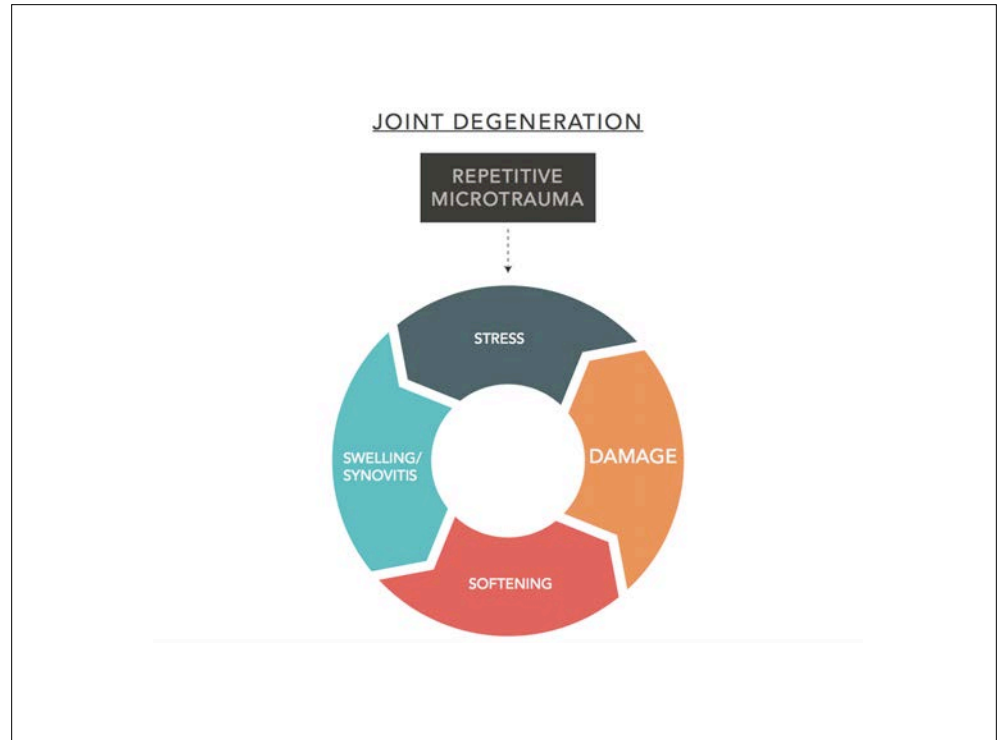 JOINT DEGENERATION
REPETITIVE
MICROTRAUMA
STRESS
DAMAGE
SOFTENING
SWELLING/
SYNOVITIS